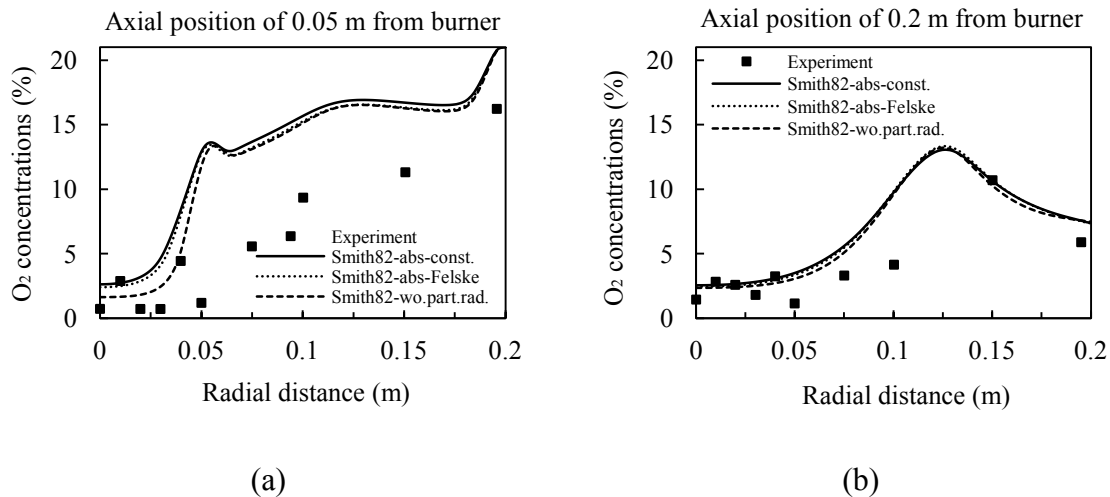 Axial position of 0.05 m from burner
20
15
10
5
0
O₂ concentrations (%)
Experiment
Smith82-abs-const.
Smith82-abs-Felske
Smith82-wo.part.rad.
0 0.05 0.1 0.15 0.2
Radial distance (m)
(a)
Axial position of 0.2 m from burner
20
15
10
5
0
O₂ concentrations (%)
Experiment
Smith82-abs-const.
Smith82-abs-Felske
Smith82-wo.part.rad.
0 0.05 0.1 0.15 0.2
Radial distance (m)
(b)